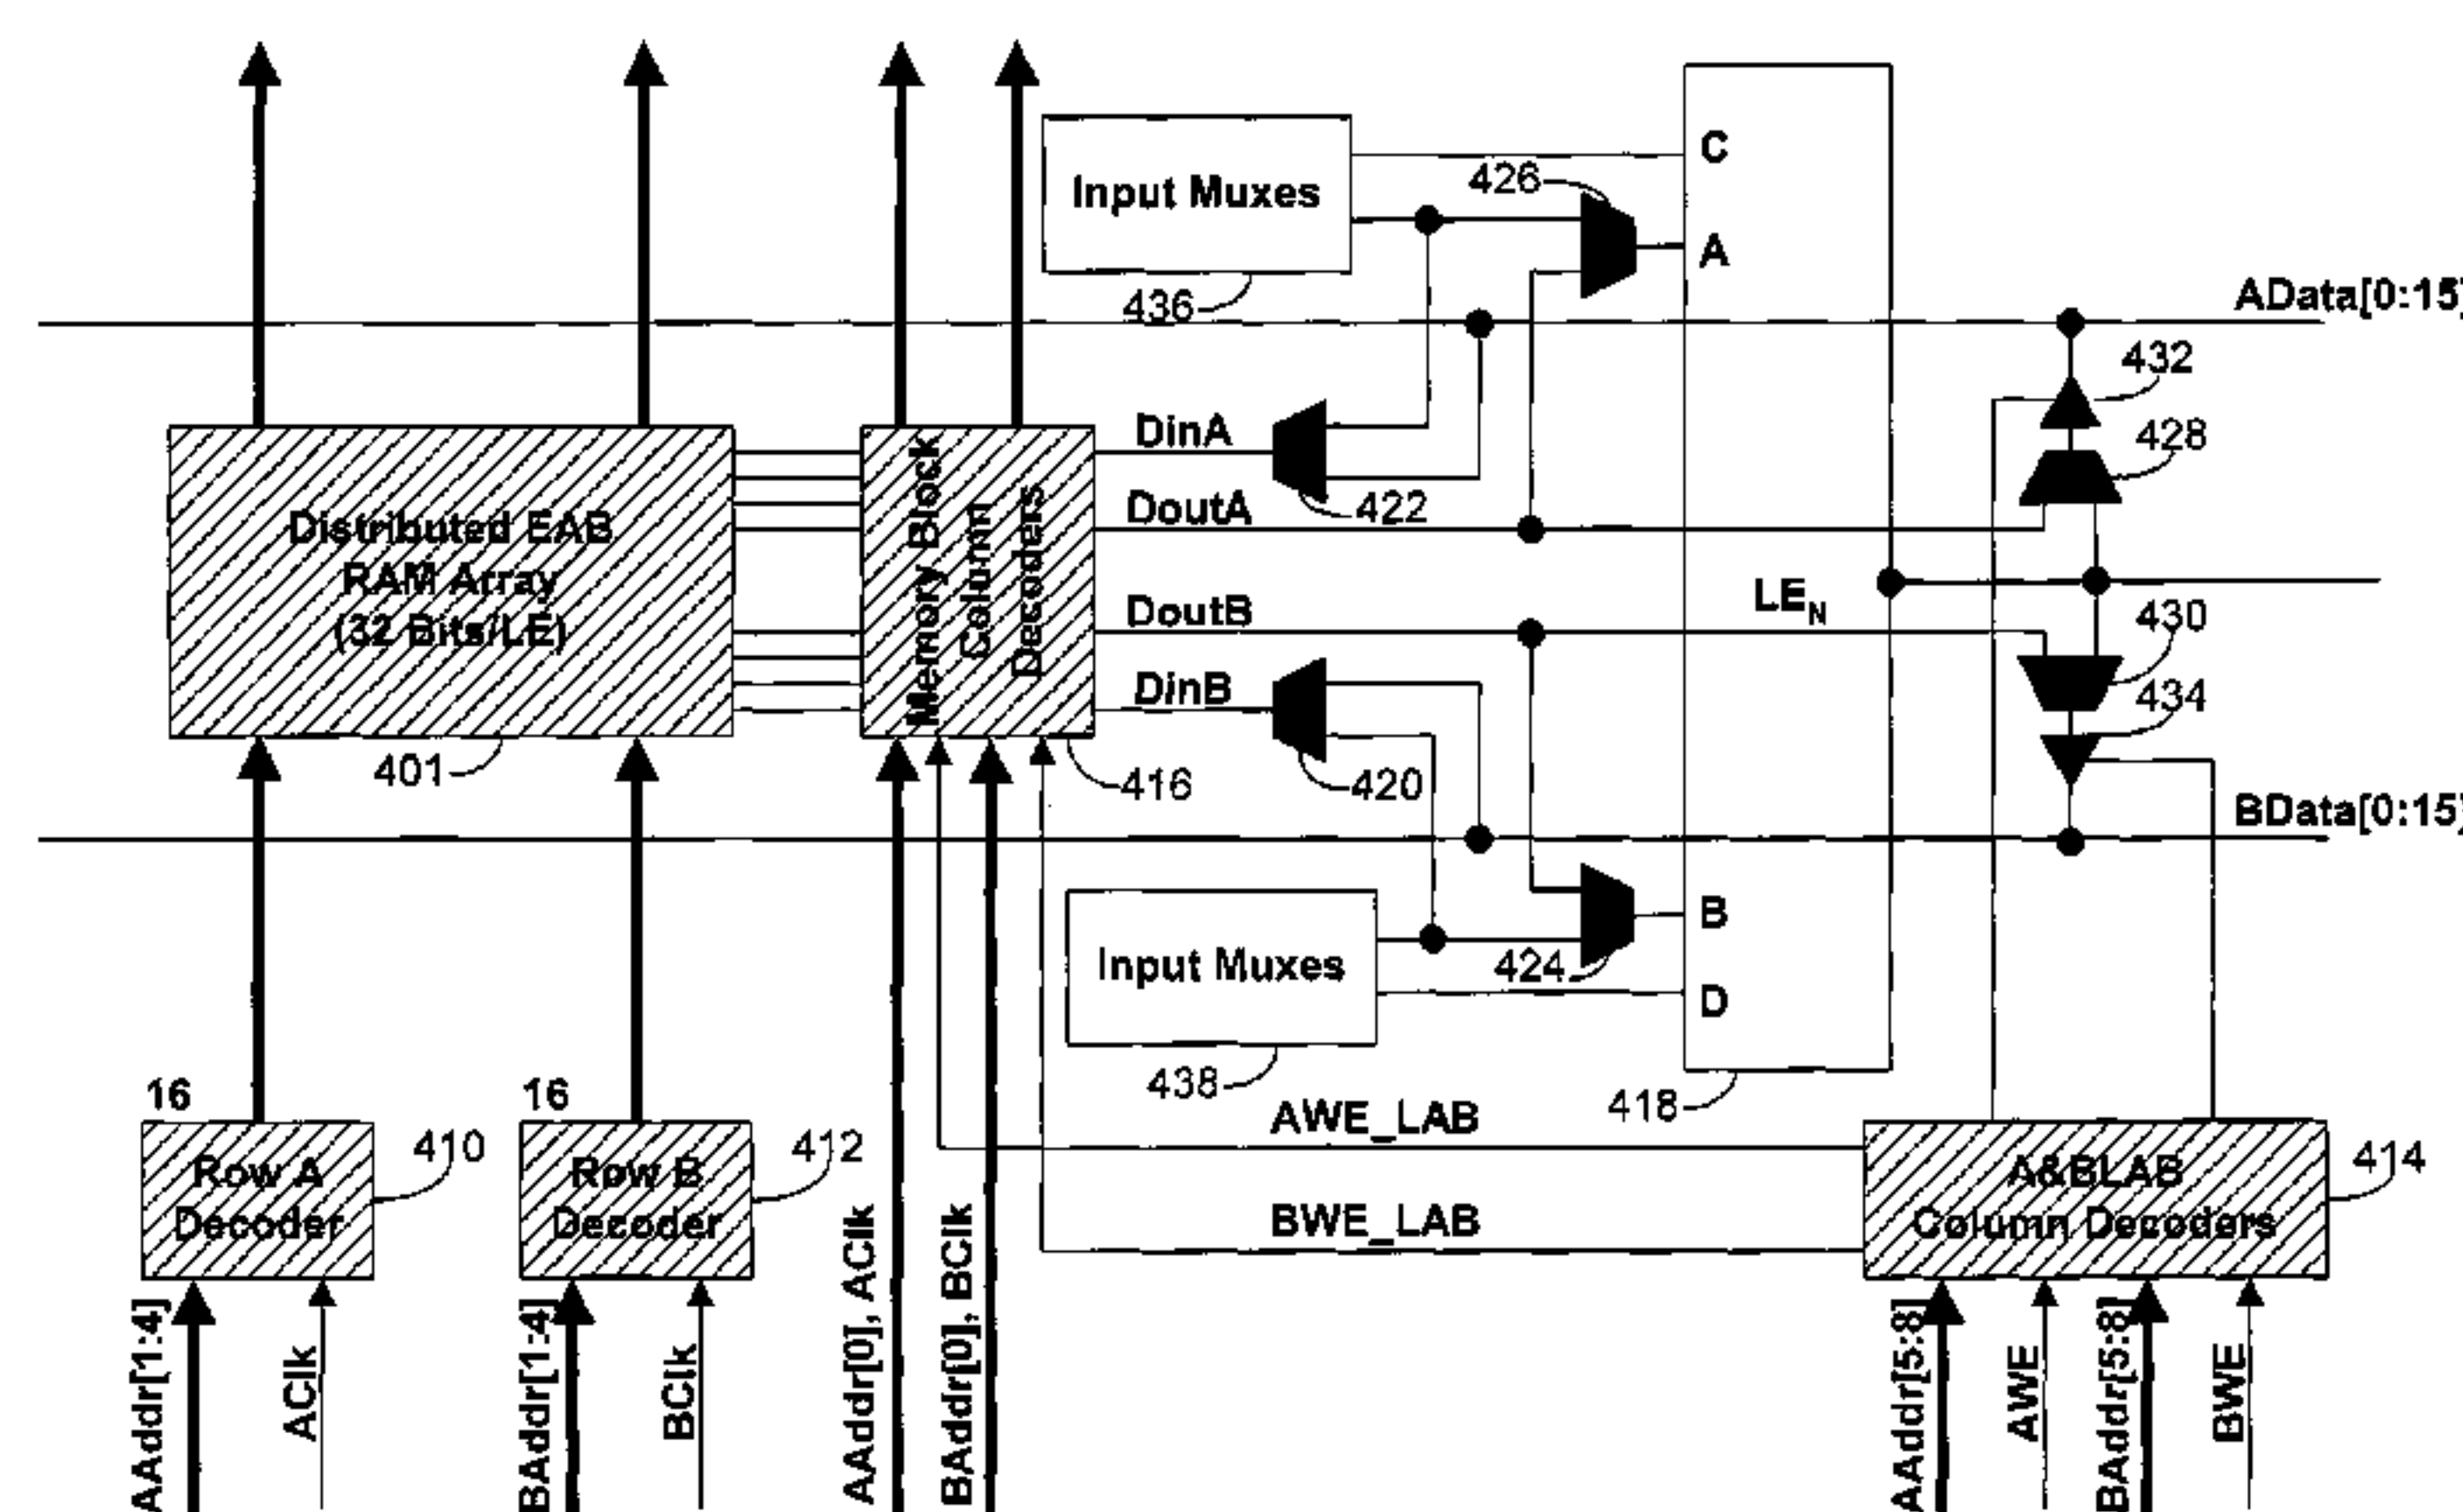 C
426
Input Muxes
A
436
AData[0:15]
432
428
DinA
422
DoutA
Distributed EAB
RAM Array
(32 Bits/LE)
Memory Block
Column
Decoders
LEN
DoutB
430
DinB
434
401
416
420
BData[0:15]
B
Input Muxes
424
D
438
418
16
16
AWE_LAB
Row A
Decoder
410
Row B
Decoder
412
A&BLAB
Column Decoders
414
BWE_LAB
AAddr[1:4]
AClk
BAddr[1:4]
BClk
AAddr[0], AClk
BAddr[0], BClk
AAddr[5:8]
AWE
BAddr[5:8]
BWE